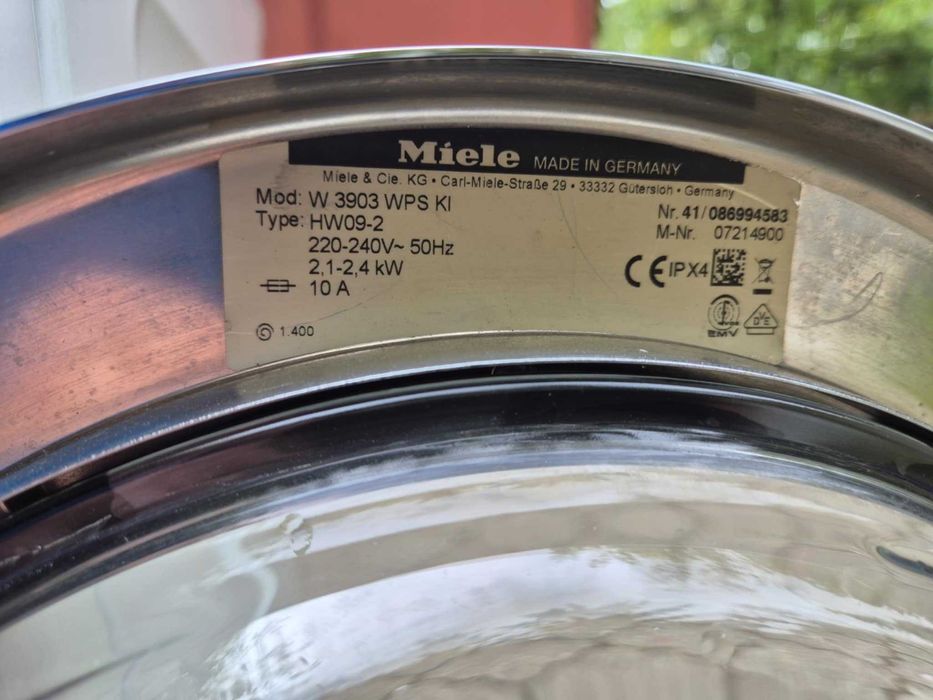 Miele MADE IN GERMANY
Miele & Cie. KG • Carl-Miele-Straße 29 • 33332 Gütersloh • Germany
Mod: W 3903 WPS KI
Type: HW09-2
220-240V~ 50Hz
2,1-2,4 kW
10 A
1.400
Nr. 41/086994583
M-Nr. 07214900
CE IPX4
EMV
DVE